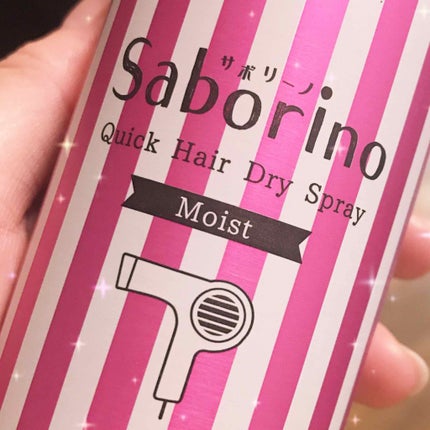 サボリーノ
Saborino
Quick Hair Dry Spray
Moist